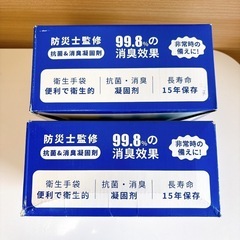 防災士監修
抗菌&消臭凝固剤
99.8%の
消臭効果
非常時の
備えに!
衛生手袋
便利で衛生的
抗菌・消臭
凝固剤
長寿命
15年保存
防災士監修
抗菌&消臭凝固剤
99.8%の
消臭効果
非常時の
備えに!
衛生手袋
便利で衛生的
抗菌・消臭
凝固剤
長寿命
15年保存